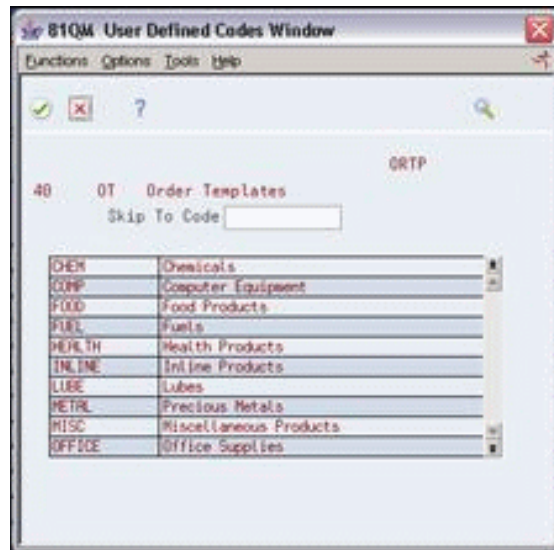 81QM User Defined Codes Window
Functions Options Tools Help
?
ORTP
40 OT Order Templates
Skip To Code
CHEM Chemicals
COMP Computer Equipment
FOOD Food Products
FUEL Fuels
HEALTH Health Products
INLINE Inline Products
LUBE Lubes
METAL Precious Metals
MISC Miscellaneous Products
OFFICE Office Supplies